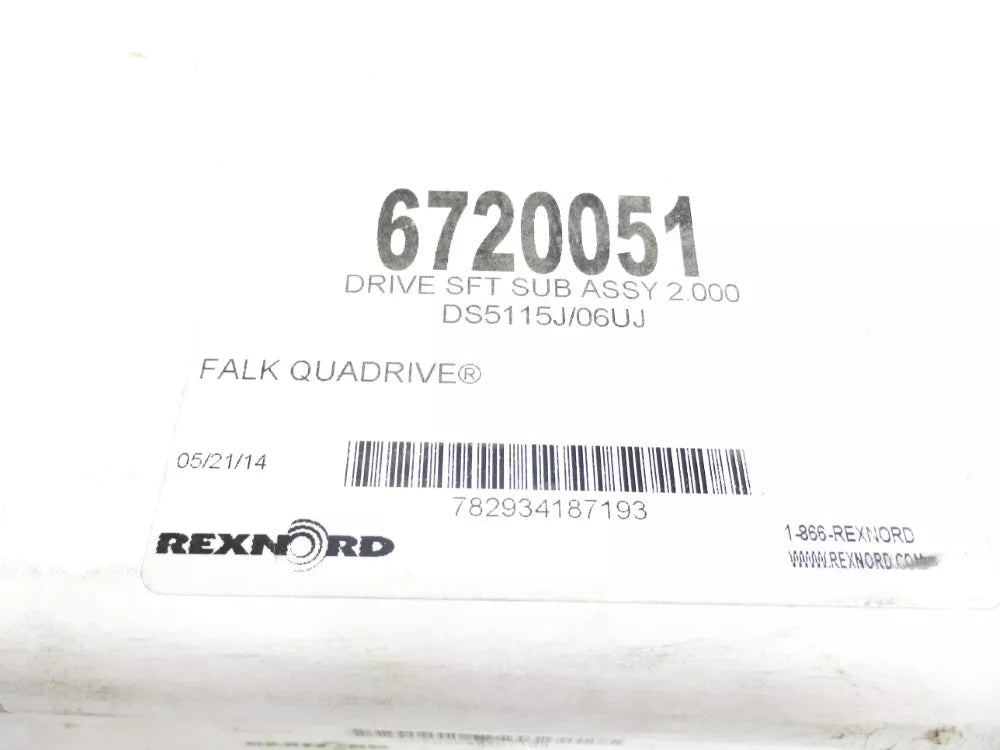 6720051
DRIVE SFT SUB ASSY 2.000
DS5115J/06UJ
FALK QUADRIVE®
05/21/14
782934187193
REXNORD
1-866-REXNORD
WWW.REXNORD.COM
REXNORD